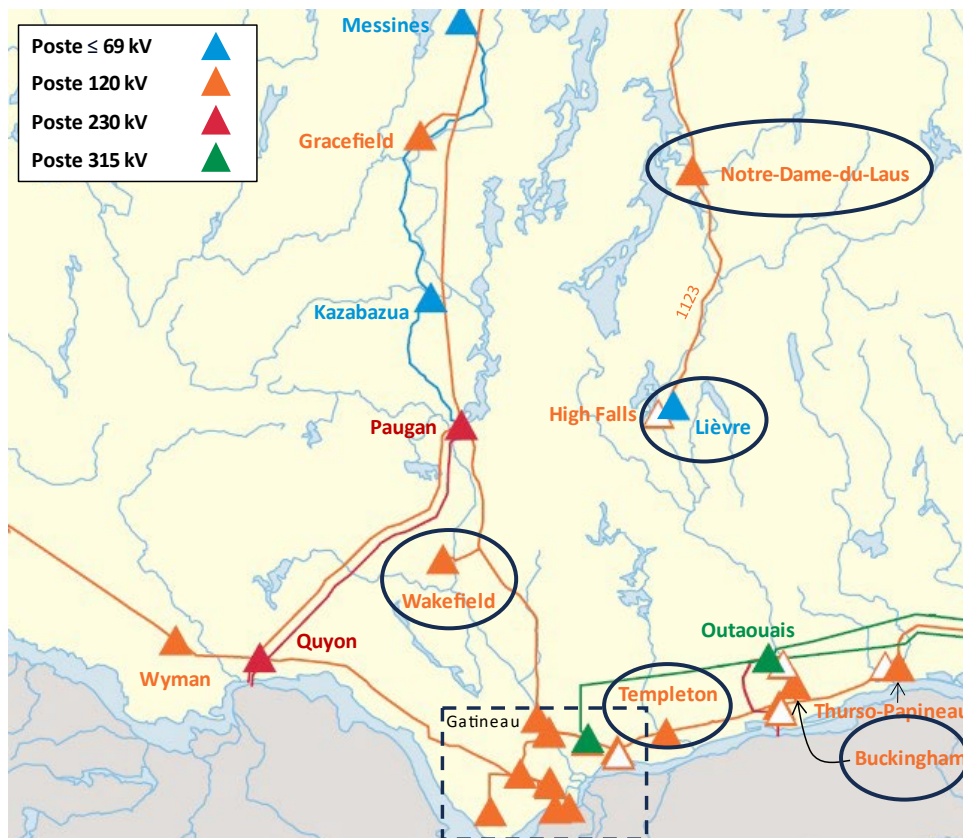 Messines
Poste ≤ 69 kV
Poste 120 kV
Poste 230 kV
Poste 315 kV
Gracefield
Notre-Dame-du-Laus
Kazabazua
1123
High Falls
Lièvre
Paugan
Wakefield
Quyon
Outaouais
Wyman
Templeton
Gatineau
Thurso-Papineau
Buckingham